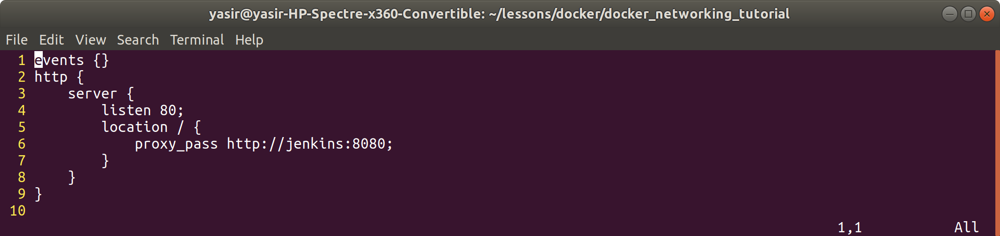 yasir@yasir-HP-Spectre-x360-Convertible: ~/lessons/docker/docker_networking_tutorial
File Edit View Search Terminal Help
1 events {}
2 http {
3     server {
4         listen 80;
5         location / {
6             proxy_pass http://jenkins:8080;
7         }
8     }
9 }
10
1,1 All